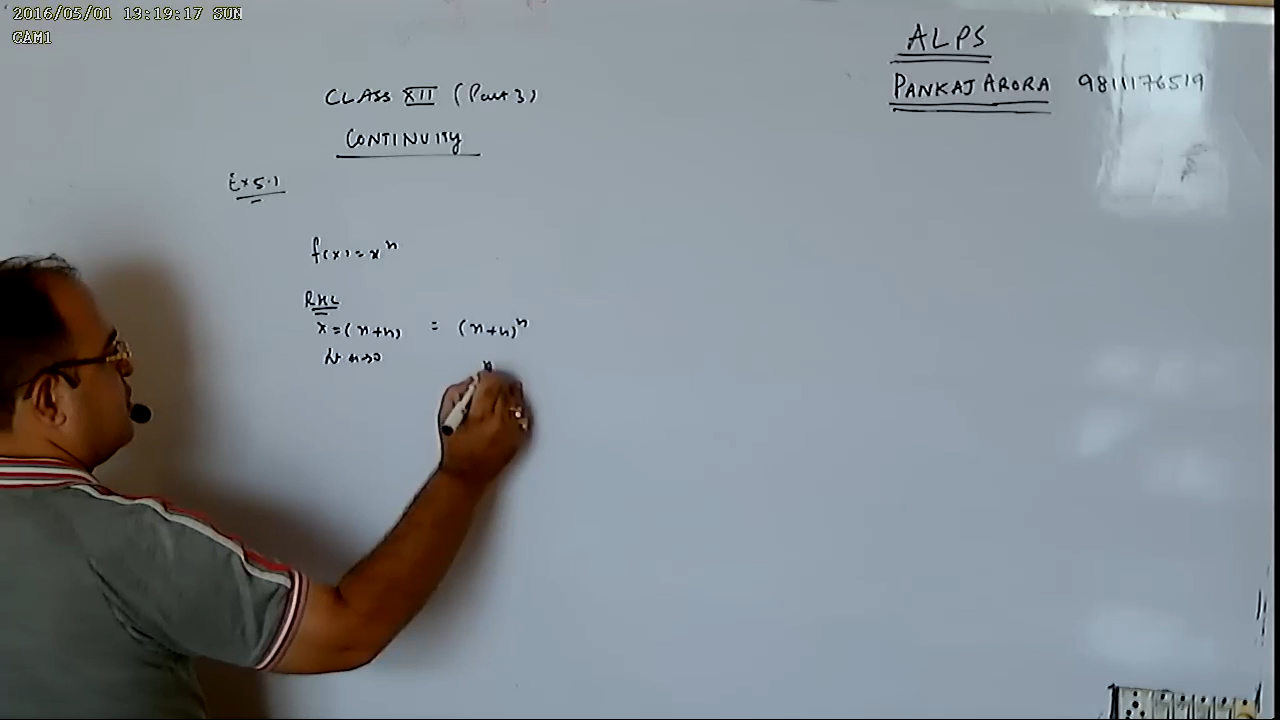 2016/05/01 13:19:17 SUN
CAM1
ALPS
PANKAJ ARORA 9811176519
CLASS XII (Part 3)
CONTINUITY
Ex 5.1
f(x) = x^n
RHL
x = (n+h) = (n+h)^n
h→0
n